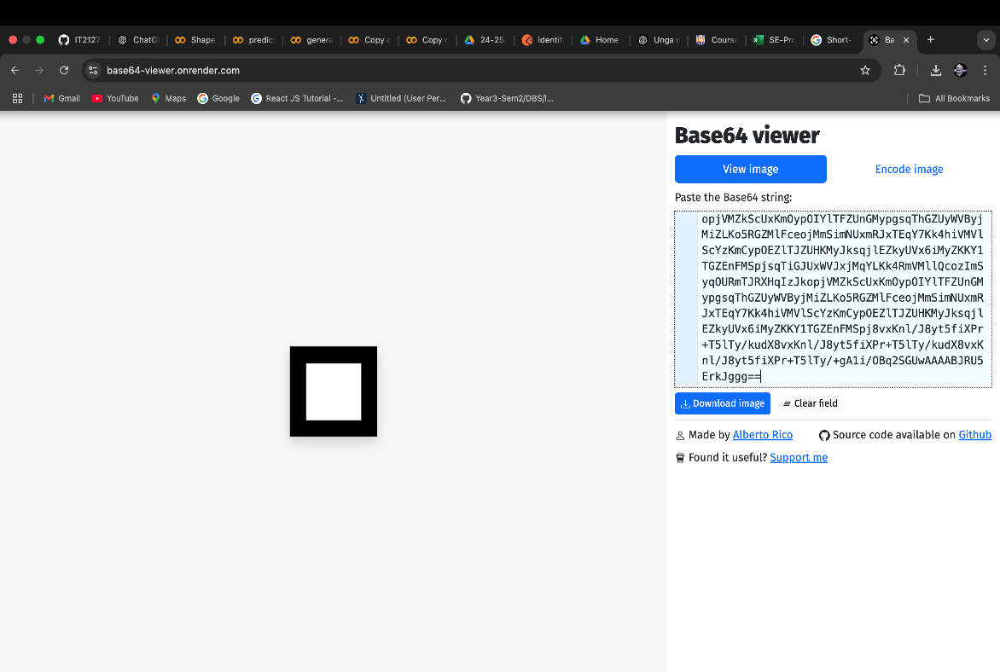 IT2127 ChatG Shape predic genera Copy o Copy o 24-25. identif Home Unga Course SE-Pro Short- Ba
base64-viewer.onrender.com
Gmail YouTube Maps Google React JS Tutorial -... Untitled (User Per... Year3-Sem2/DBS/l... All Bookmarks
Base64 viewer
View image Encode image
Paste the Base64 string:
opjVMZkScUxKmOypOIYlTFZUnGMypgsqThGZUyWVByj
MiZLKo5RGZMlFceojMmSimNUxmRJxTEqY7Kk4hiVMVl
ScYzKmCypOEZlTJZUHKMyJksqjlEZkyUVx6iMyZKKY1
TGZEnFMSpjsqTiGJUxWVJxjMqYLKk4RmVMllQcozImS
yqOURmTJRXHqIzJkopjVMZkScUxKmOypOIYlTFZUnGM
ypgsqThGZUyWVByjMiZLKo5RGZMlFceojMmSimNUxmR
JxTEqY7Kk4hiVMVlScYzKmCypOEZlTJZUHKMyJksqjl
EZkyUVx6iMyZKKY1TGZEnFMSpj8vxKnl/J8yt5fiXPr
+T5lTy/kudX8vxKnl/J8yt5fiXPr+T5lTy/kudX8vxK
nl/J8yt5fiXPr+T5lTy/+gA1i/OBq2SGUwAAAABJRU5
ErkJggg==
Download image Clear field
Made by Alberto Rico Source code available on Github
Found it useful? Support me